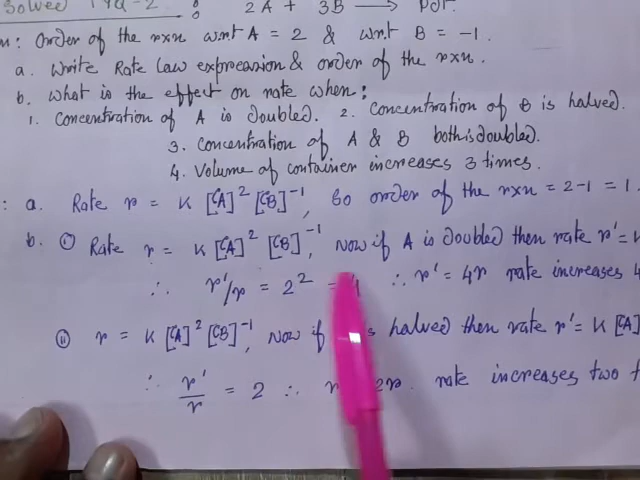 Solved PYQ-2 : 2A + 3B → Pdt.
n: Order of the rxn w.r.t A = 2 & w.r.t B = -1.
a. Write Rate law expression & order of the rxn.
b. What is the effect on rate when:
1. Concentration of A is doubled. 2. Concentration of B is halved.
3. Concentration of A & B both is doubled.
4. Volume of container increases 3 times.
: a. Rate r = K [A]² [B]⁻¹, So order of the rxn = 2-1 = 1.
b. (i) Rate r = K [A]² [B]⁻¹, Now if A is doubled then rate r' = K
∴ r'/r = 2² = 4 ∴ r' = 4r rate increases 4
(ii) r = K [A]² [B]⁻¹, Now if is halved then rate r' = K [A]
∴ r'/r = 2 ∴ 2r. rate increases two